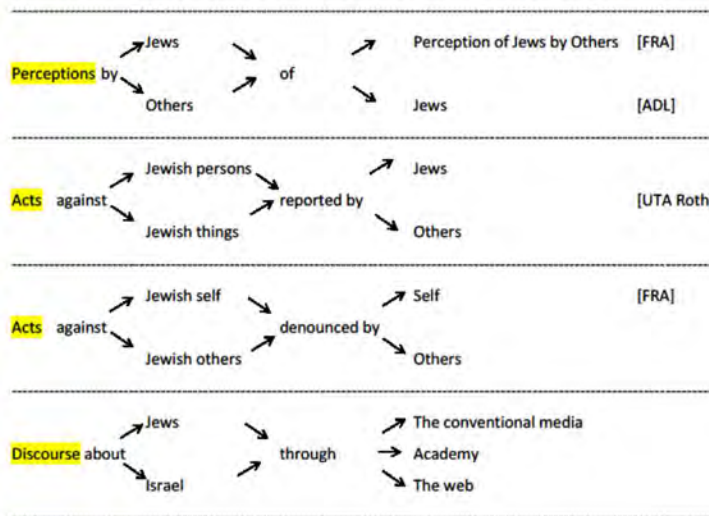 Jews Perception of Jews by Others [FRA]
Perceptions by of
Others Jews [ADL]
Jewish persons Jews
Acts against reported by [UTA Roth
Jewish things Others
Jewish self Self [FRA]
Acts against denounced by
Jewish others Others
Jews The conventional media
Discourse about through Academy
Israel The web